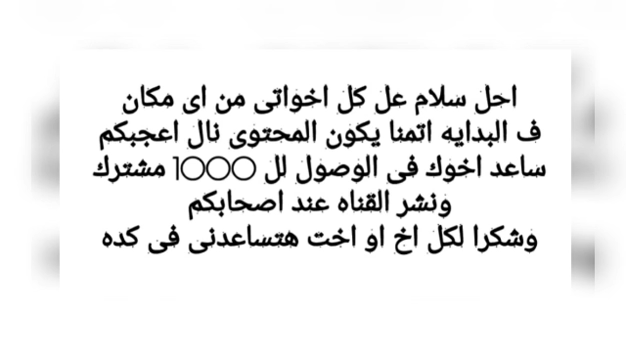 احل سلام عل كل اخواتى من اى مكان
ف البدايه اتمنا يكون المحتوى نال اعجبكم
ساعد اخوك فى الوصول لل 1000 مشترك
ونشر القناه عند اصحابكم
وشكرا لكل اخ او اخت هتساعدنى فى كده